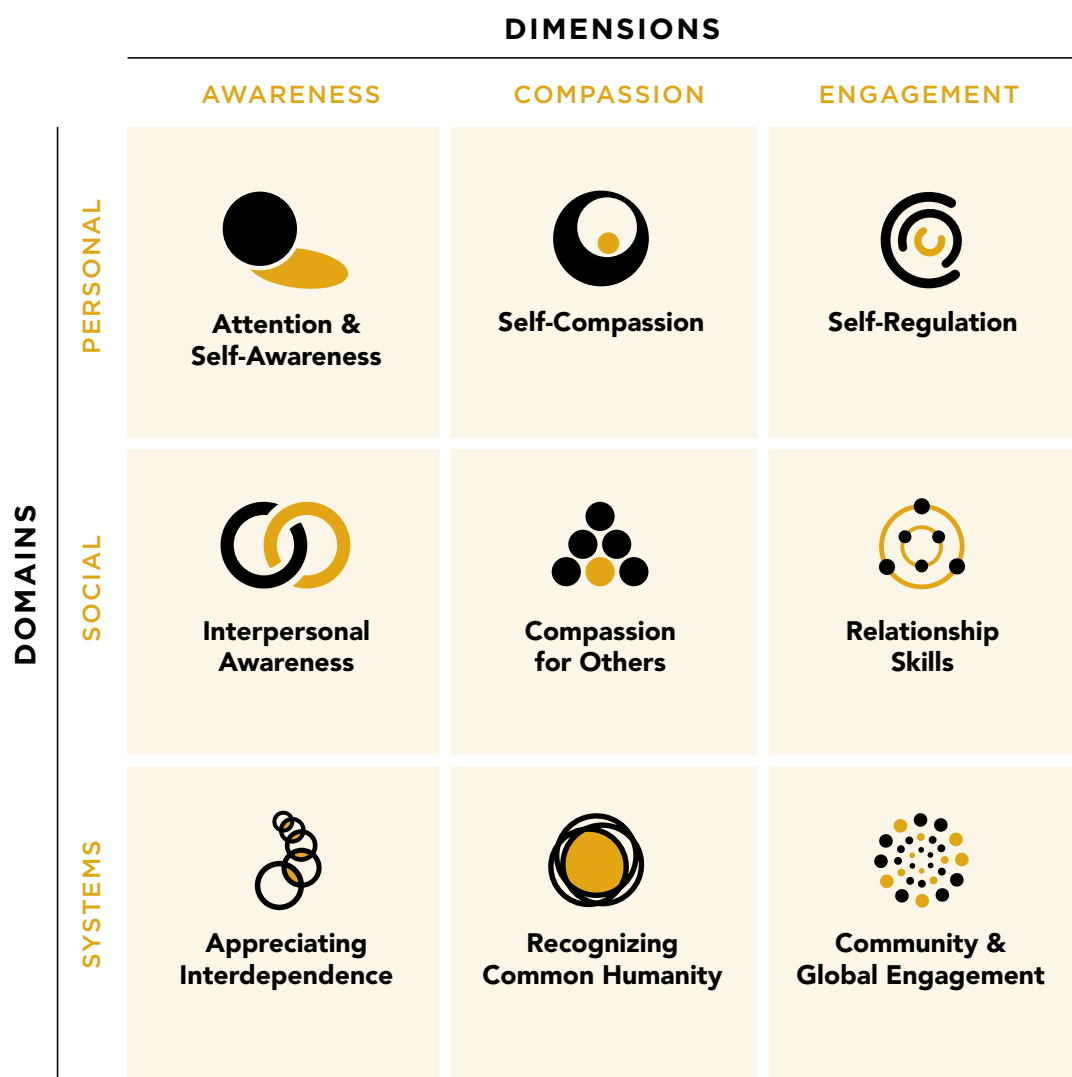 DIMENSIONS
AWARENESS
COMPASSION
ENGAGEMENT
DOMAINS
PERSONAL
Attention &
Self-Awareness
Self-Compassion
Self-Regulation
SOCIAL
Interpersonal
Awareness
Compassion
for Others
Relationship
Skills
SYSTEMS
Appreciating
Interdependence
Recognizing
Common Humanity
Community &
Global Engagement